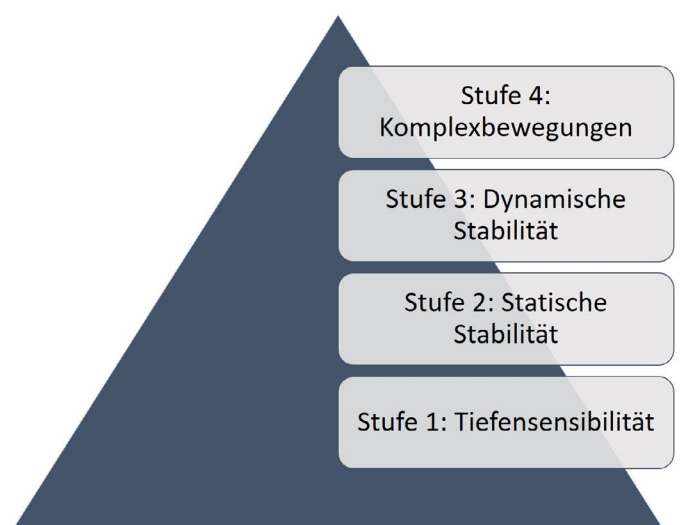 Stufe 4:
Komplexbewegungen
Stufe 3: Dynamische
Stabilität
Stufe 2: Statische
Stabilität
Stufe 1: Tiefensensibilität